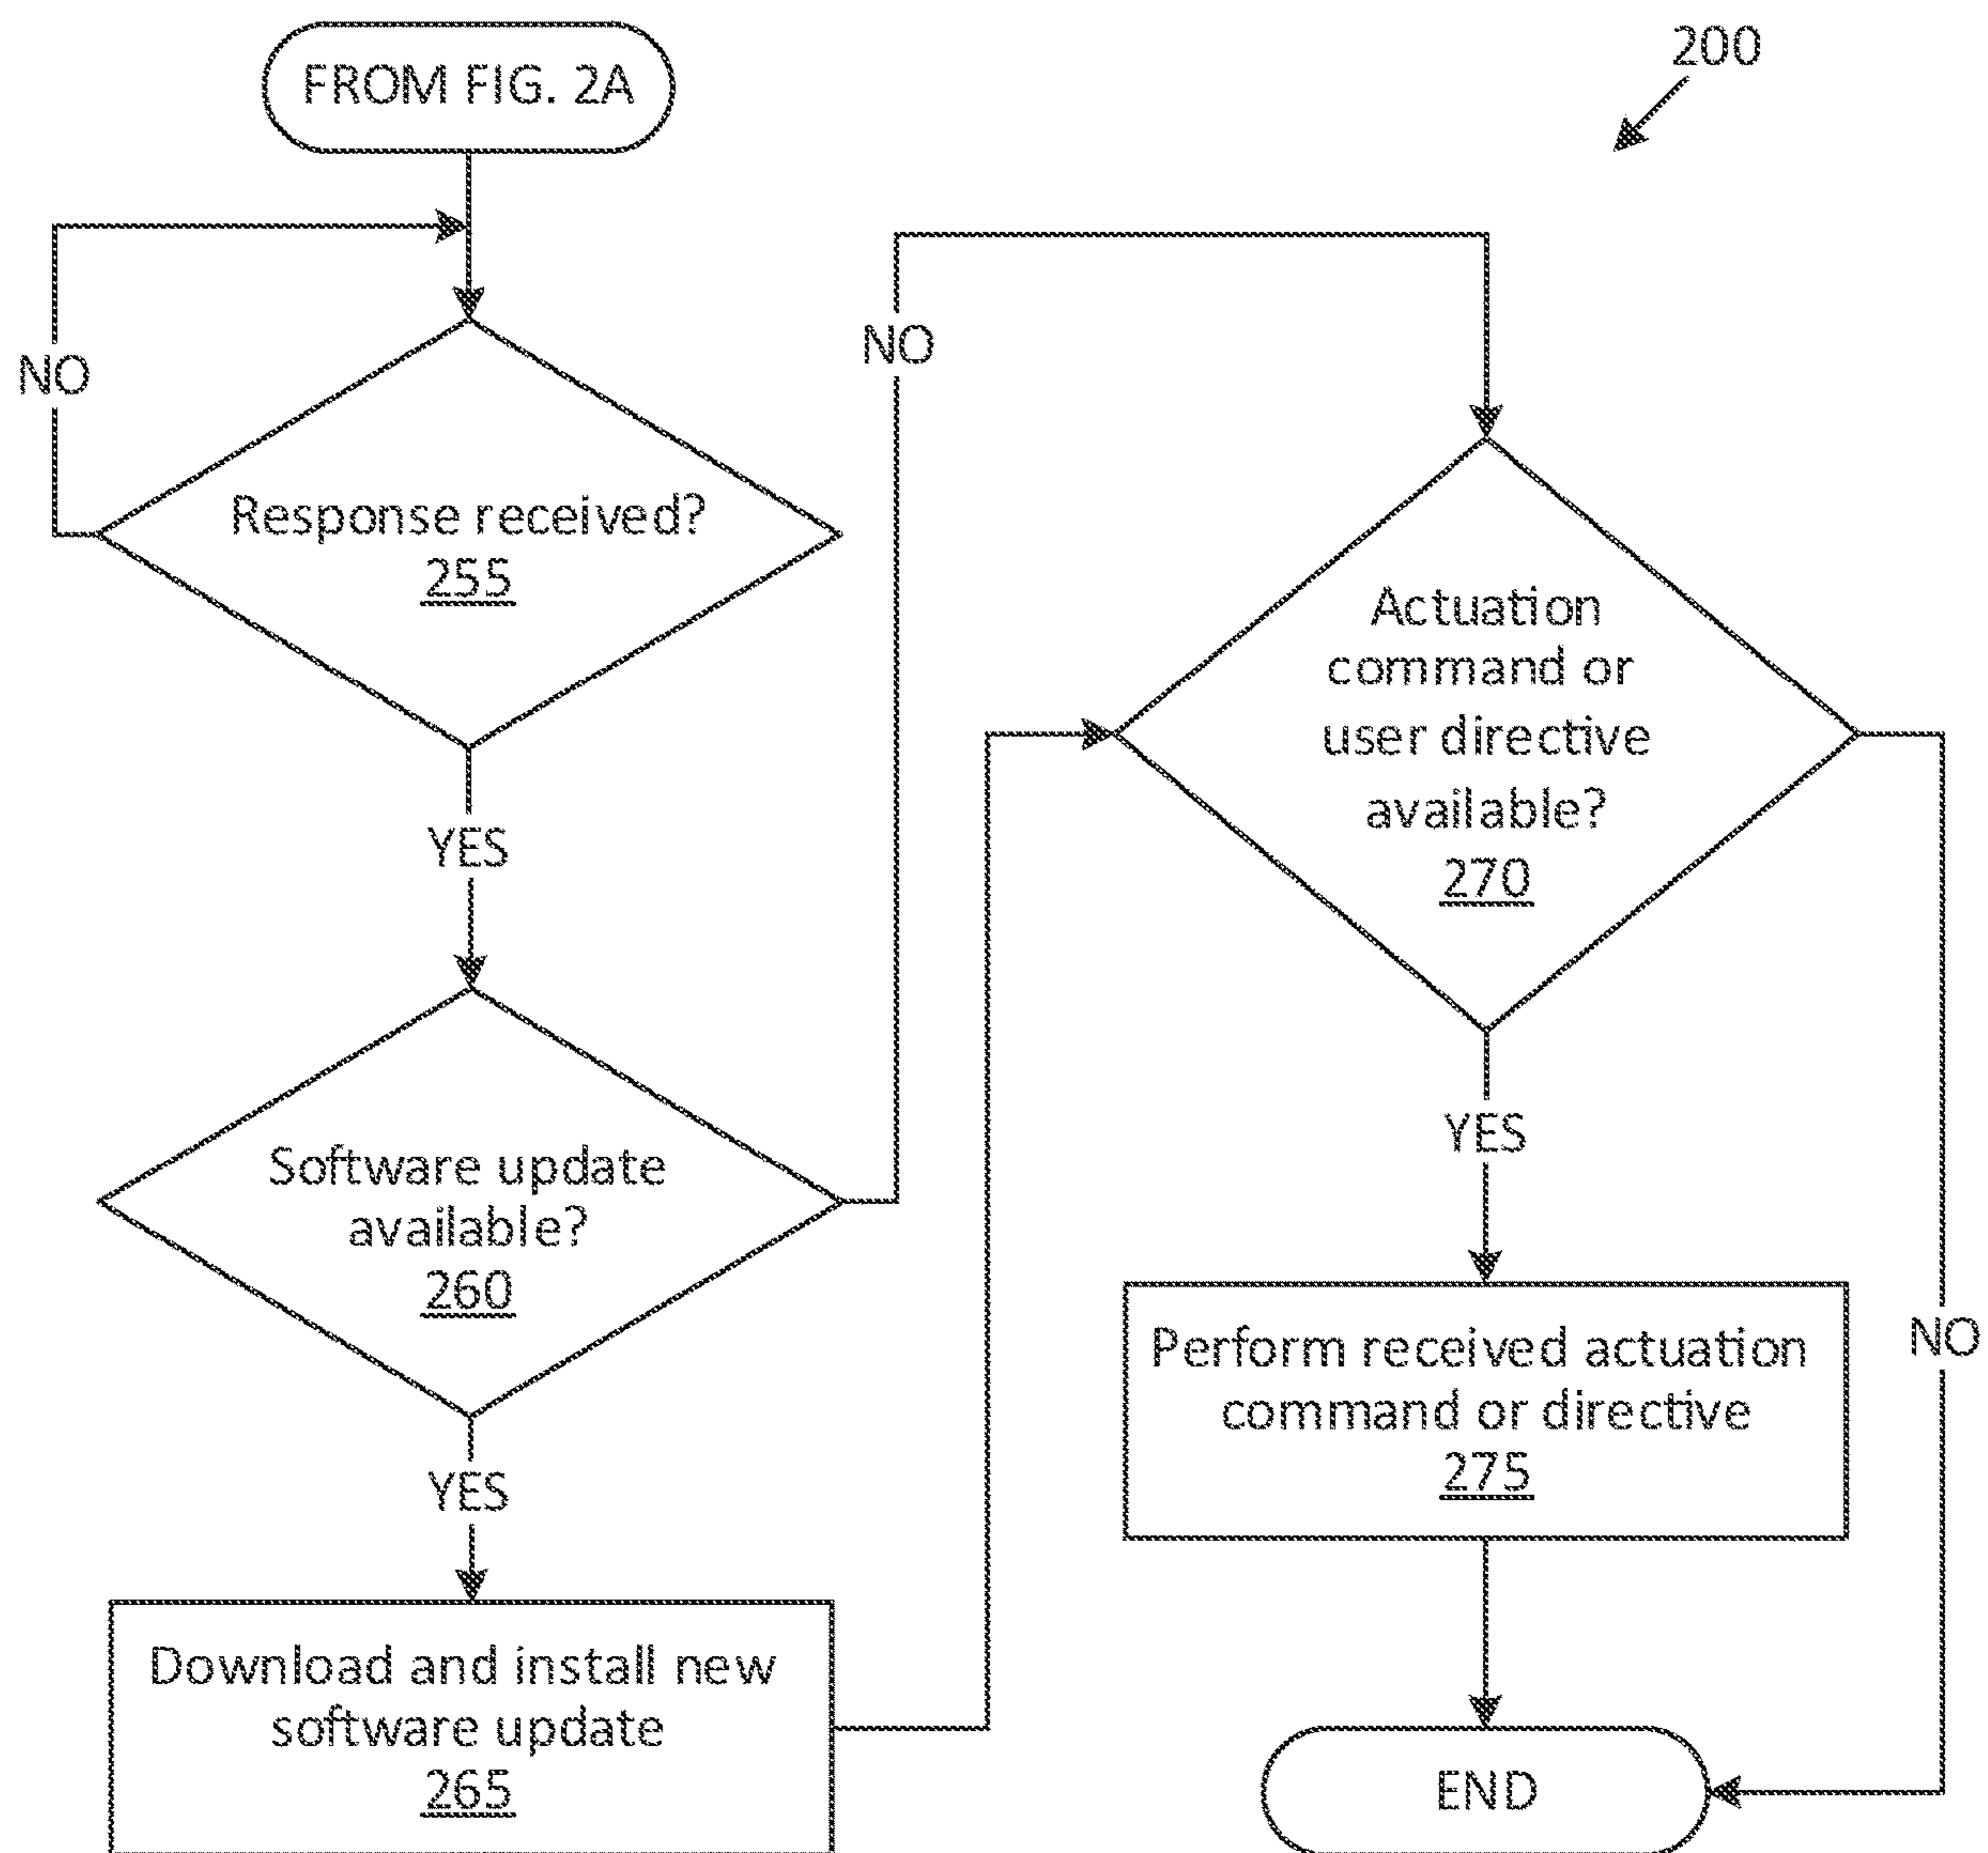 FROM FIG. 2A
200
NO
Response received?
255
YES
Software update
available?
260
YES
Download and install new
software update
265
NO
Actuation
command or
user directive
available?
270
YES
Perform received actuation
command or directive
275
NO
END